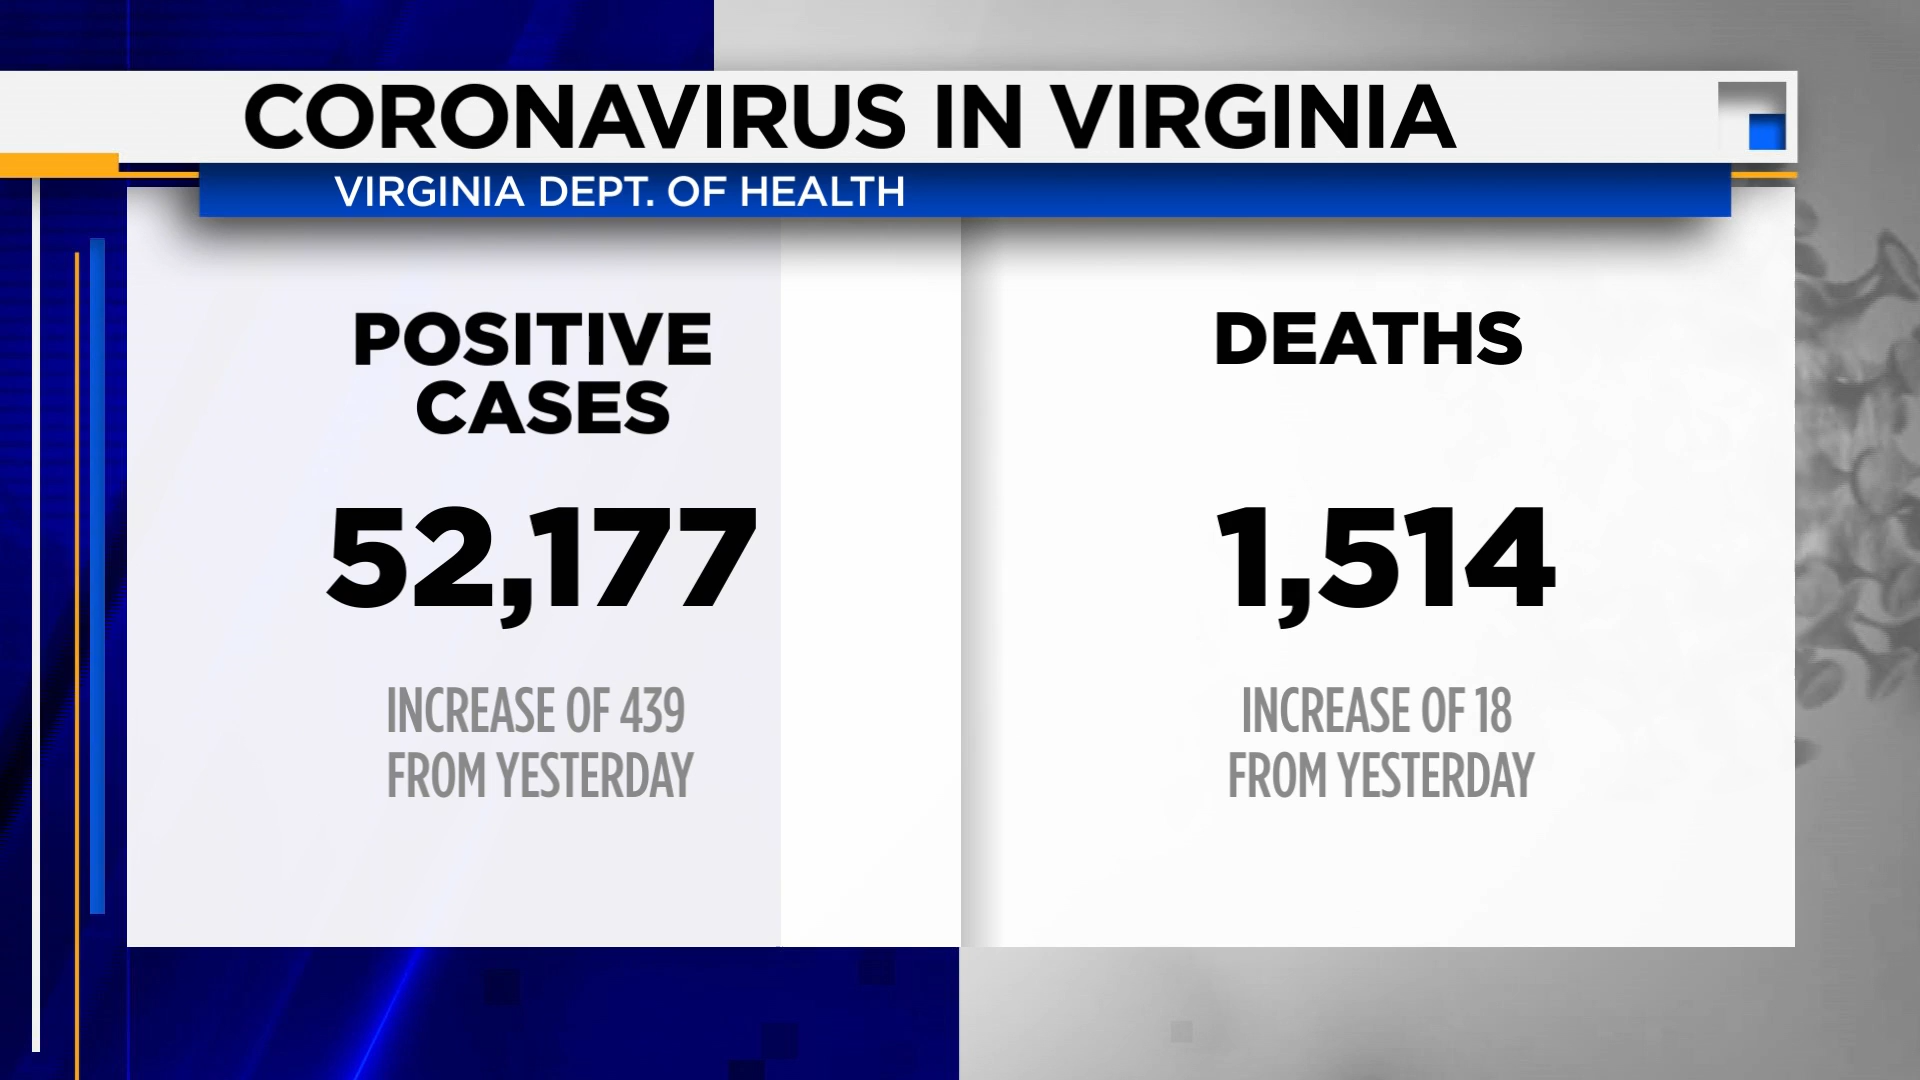 CORONAVIRUS IN VIRGINIA
VIRGINIA DEPT. OF HEALTH
POSITIVE
CASES
52,177
INCREASE OF 439
FROM YESTERDAY
DEATHS
1,514
INCREASE OF 18
FROM YESTERDAY